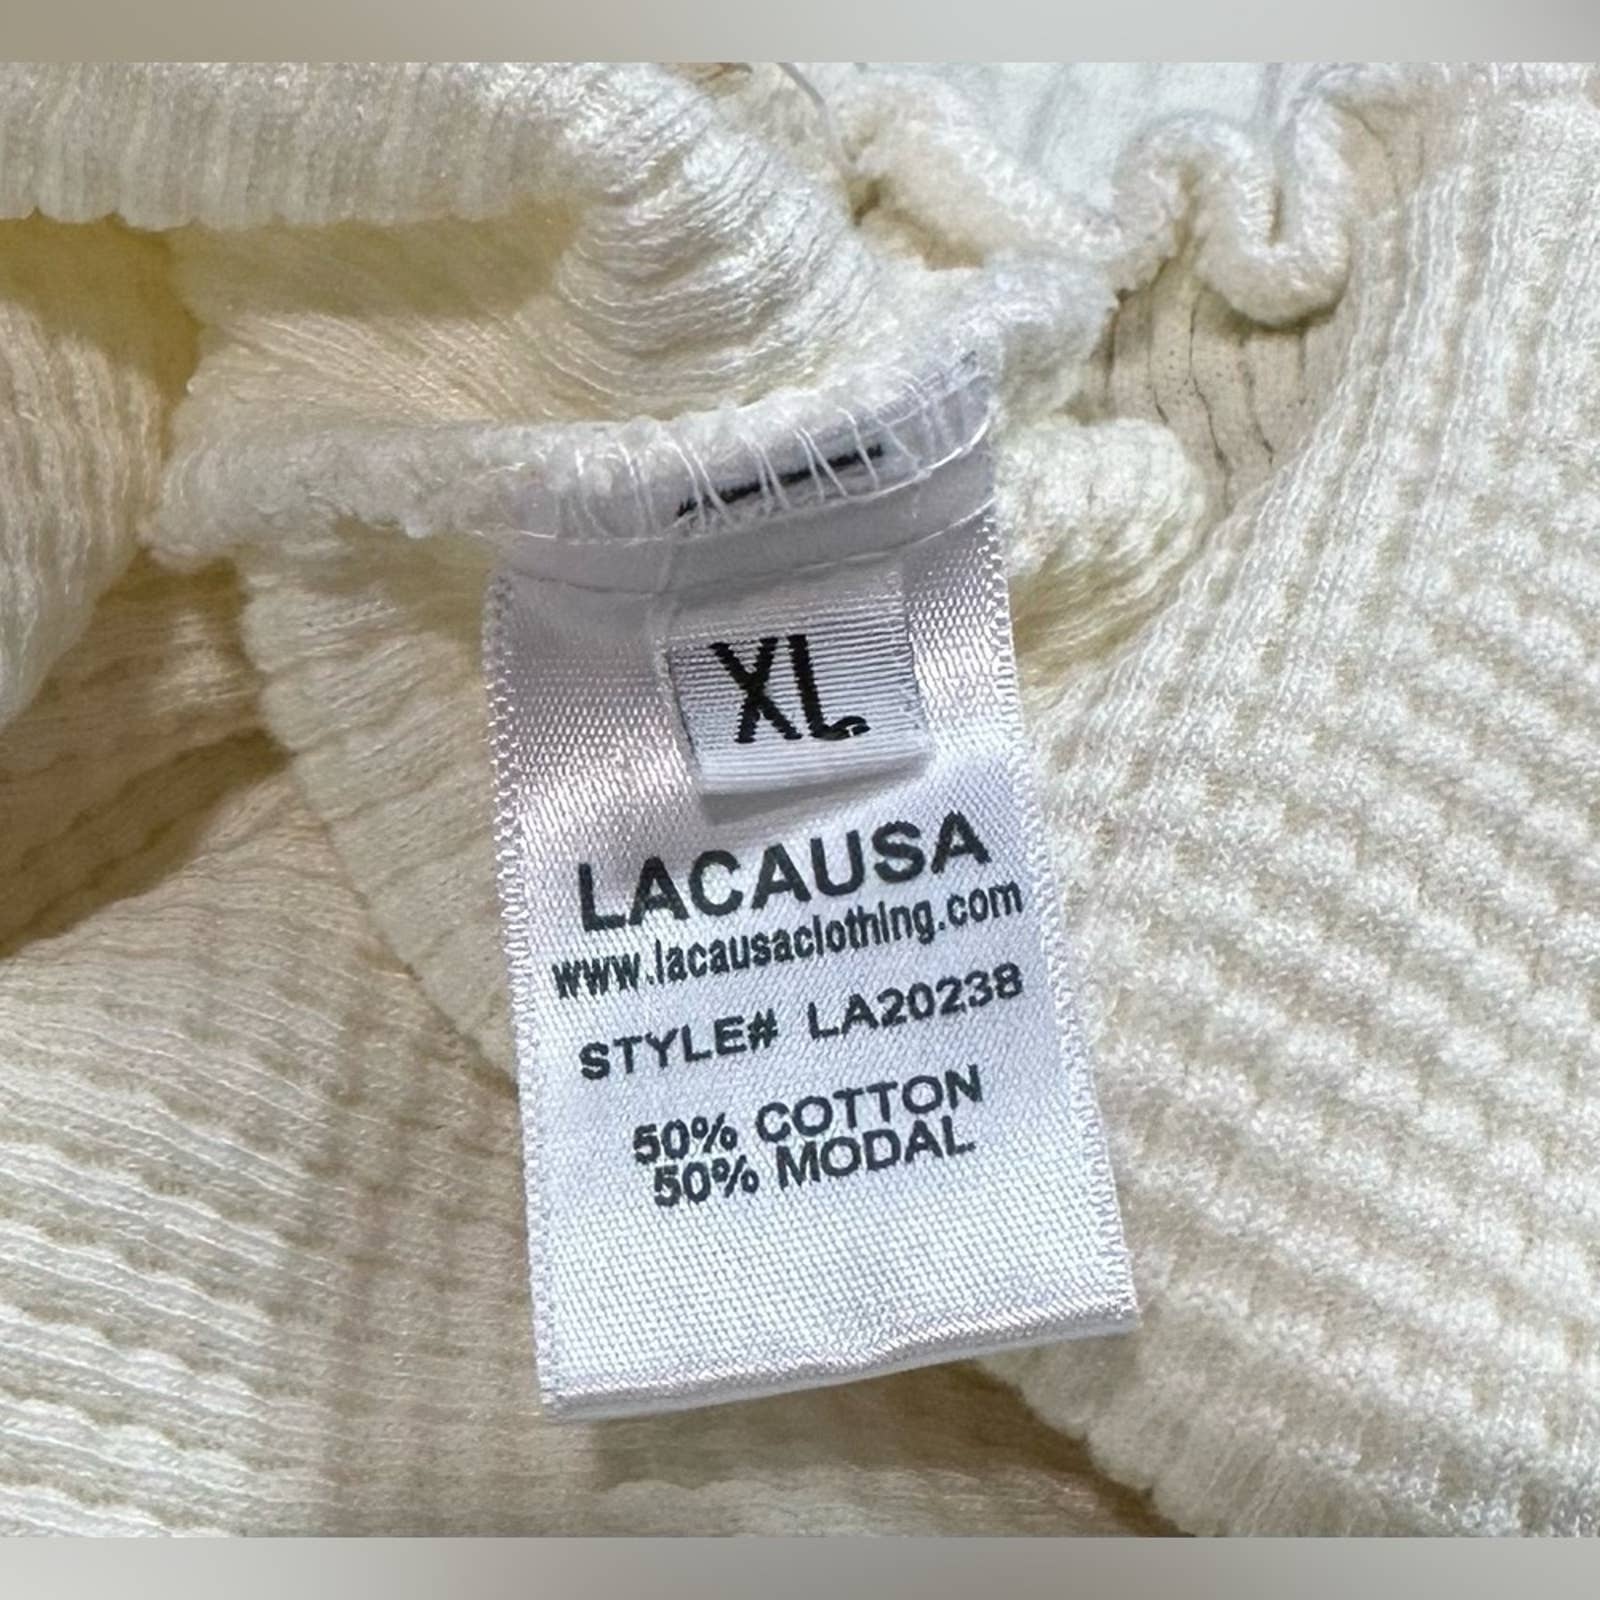 XL
LACAUSA
www.lacausaclothing.com
STYLE# LA20238
50% COTTON
50% MODAL